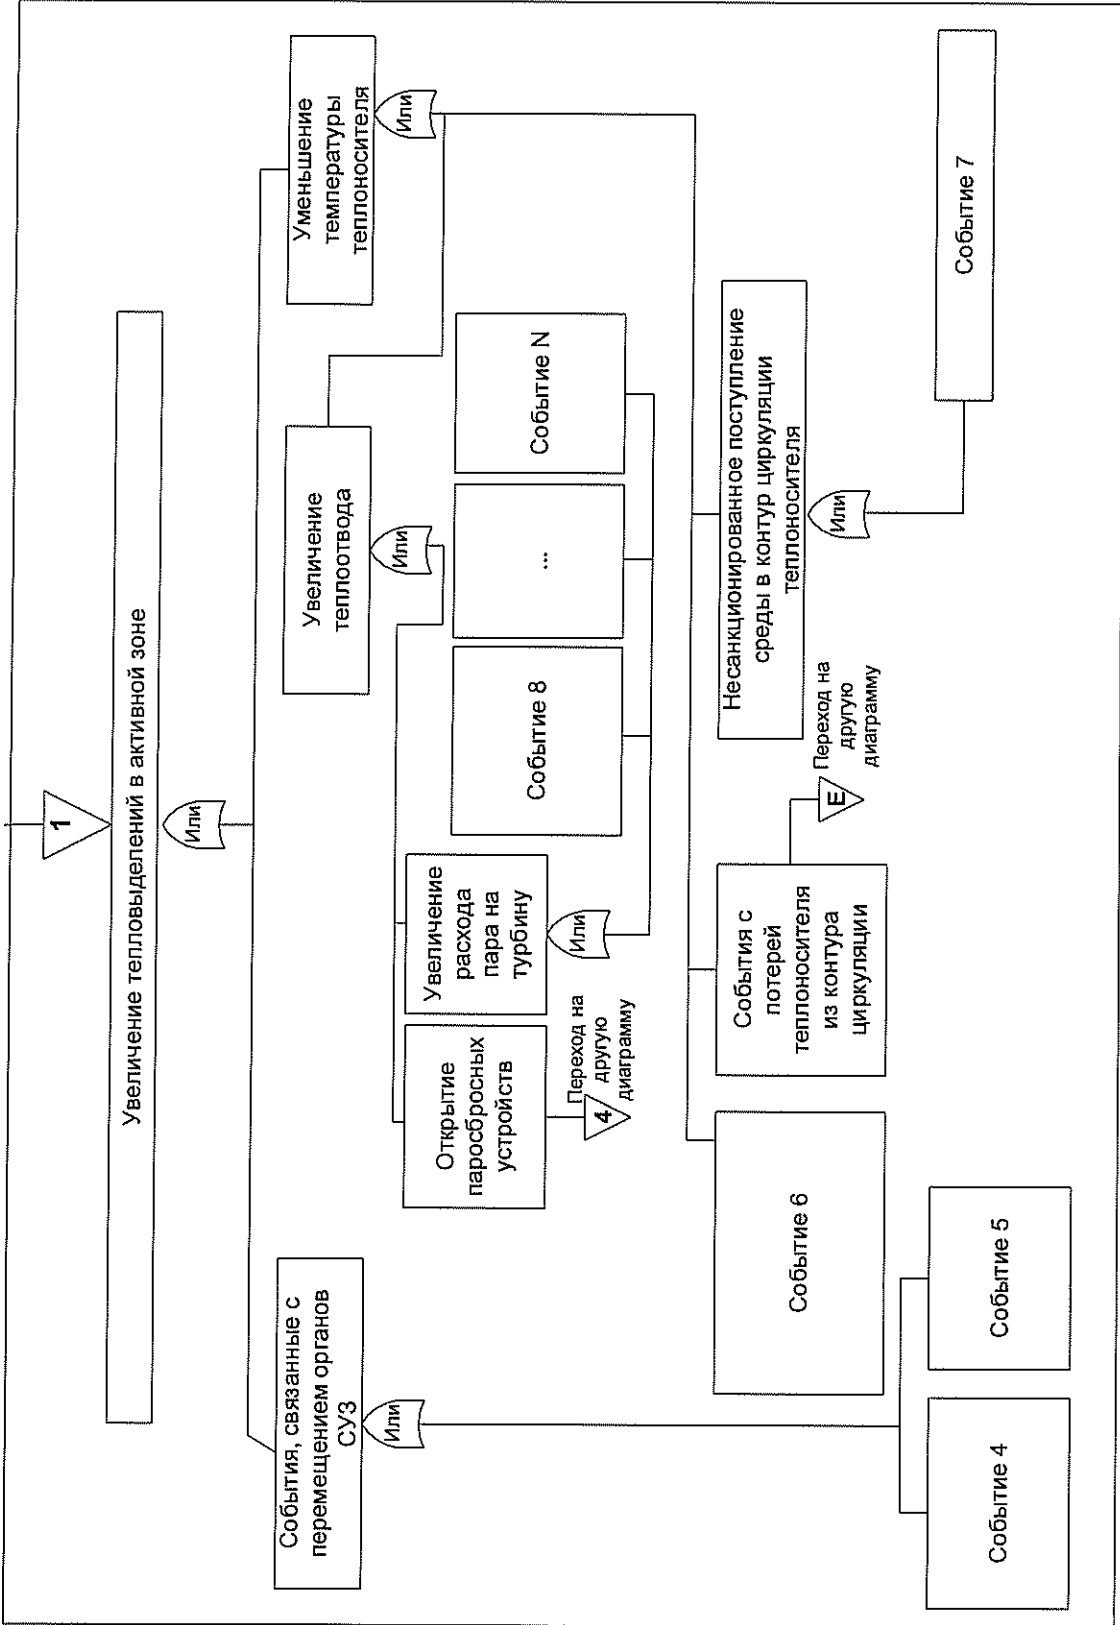 1
Увеличение тепловыделений в активной зоне
Или
События, связанные с
перемещением органов
СУЗ
Или
Увеличение
теплоотвода
Или
Уменьшение
температуры
теплоносителя
Или
Открытие
паросбросных
устройств
4
Переход на
другую
диаграмму
Увеличение
расхода
пара на
турбину
Или
Событие 8
...
Событие N
Событие 6
События с
потерей
теплоносителя
из контура
циркуляции
E
Переход на
другую
диаграмму
Несанкционированное поступление
среды в контур циркуляции
теплоносителя
Или
Событие 4
Событие 5
Событие 7